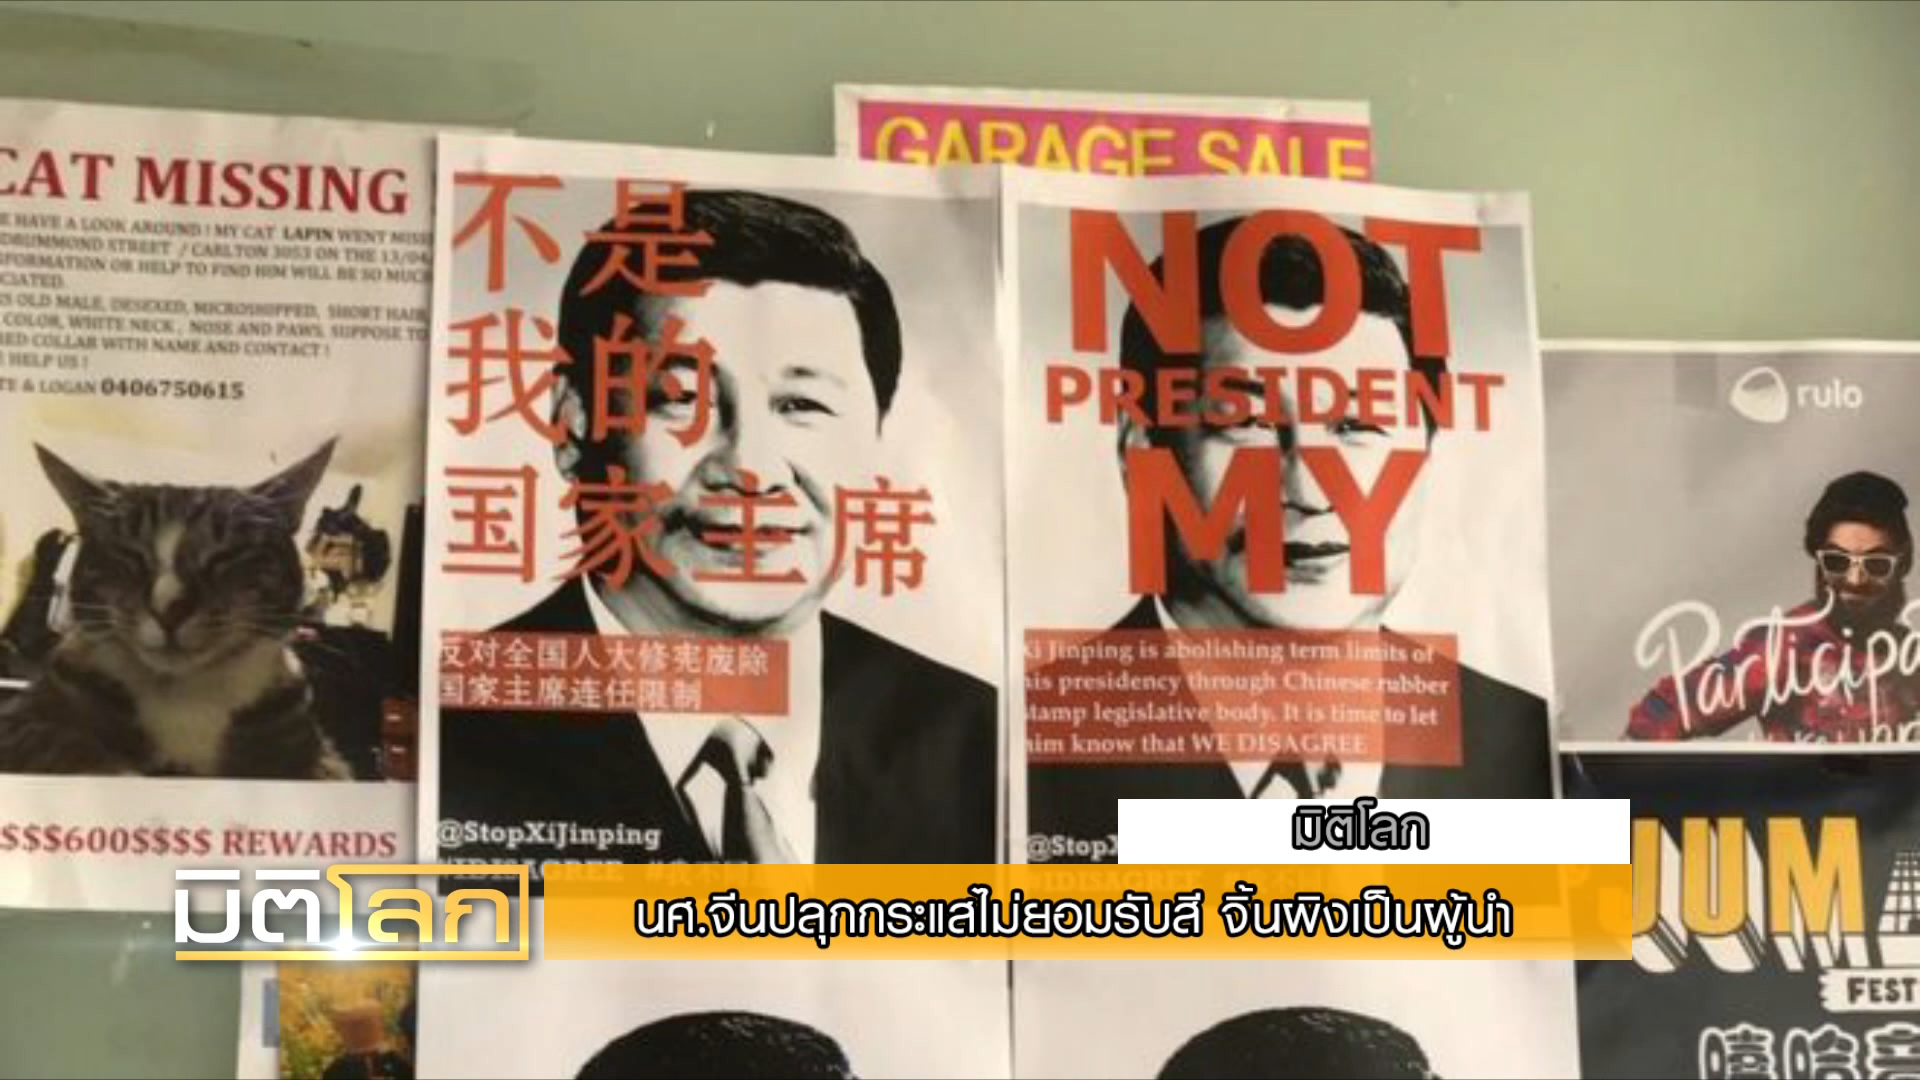 GARAGE SALE
CAT MISSING
HAVE A LOOK AROUND ! MY CAT LAPIN WENT
DRUMMOND STREET / CARLTON 3053 ON THE 13/04
OR HELP TO FIND HIM WILL BE SO MUCH
OLD MALE, DESEXED, MICROSHIPPED, SHORT HAIR
COLOR, WHITE NECK , NOSE AND PAWS, SUPPOSE TO
RED COLLAR WITH NAME AND CONTACT !
HELP US !
& LOGAN 0406750615
$$$600$$$$ REWARDS
不是
我的
国家主席
反对全国人大修宪废除
国家主席连任限制
@StopXiJinping
NOT
PRESIDENT
MY
Xi Jinping is abolishing term limits of
his presidency through Chinese rubber
stamp legislative body. It is time to let
him know that WE DISAGREE
rulo
JUM
FEST
มิติโลก
มิติโลก
นศ.จีนปลุกกระแสไม่ยอมรับสี จิ้นผิงเป็นผู้นำ